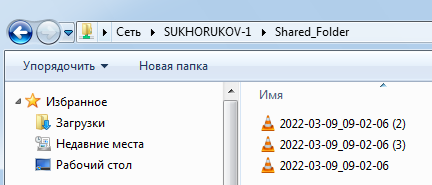 Сеть SUKHORUKOV-1 Shared_Folder
Упорядочить Новая папка
Избранное
Загрузки
Недавние места
Рабочий стол
Имя
2022-03-09_09-02-06 (2)
2022-03-09_09-02-06 (3)
2022-03-09_09-02-06